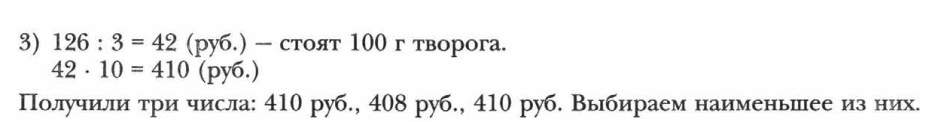 3) 126 : 3 = 42 (руб.) — стоят 100 г творога.
42 · 10 = 410 (руб.)
Получили три числа: 410 руб., 408 руб., 410 руб. Выбираем наименьшее из них.